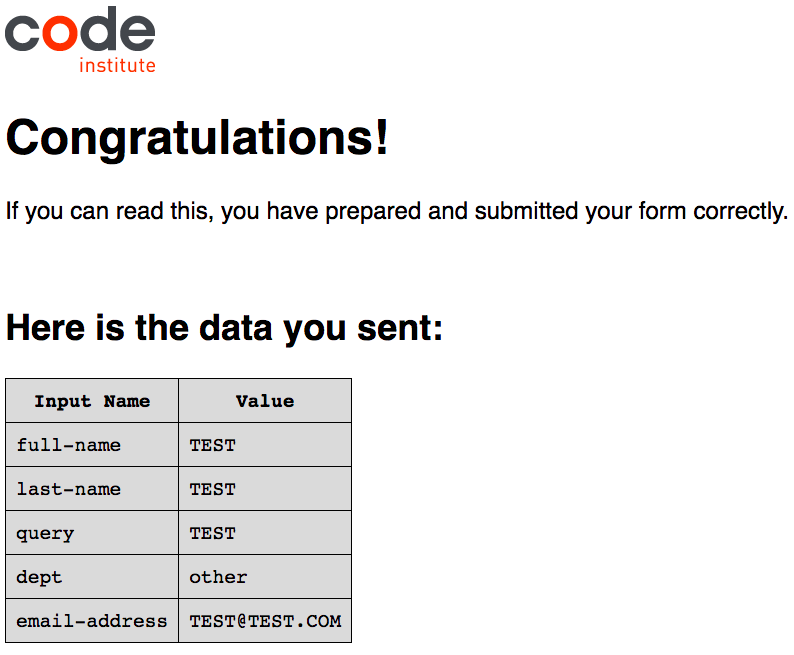 code
institute
Congratulations!
If you can read this, you have prepared and submitted your form correctly.
Here is the data you sent:
Input Name Value
full-name TEST
last-name TEST
query TEST
dept other
email-address TEST@TEST.COM